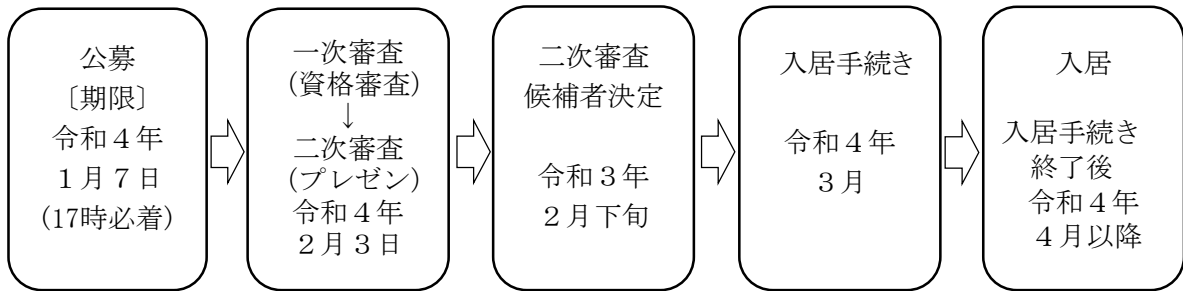 公募
〔期限〕
令和４年
１月７日
(17時必着)
一次審査
(資格審査)
↓
二次審査
(プレゼン)
令和４年
２月３日
二次審査
候補者決定
令和３年
２月下旬
入居手続き
令和４年
３月
入居
入居手続き
終了後
令和４年
４月以降